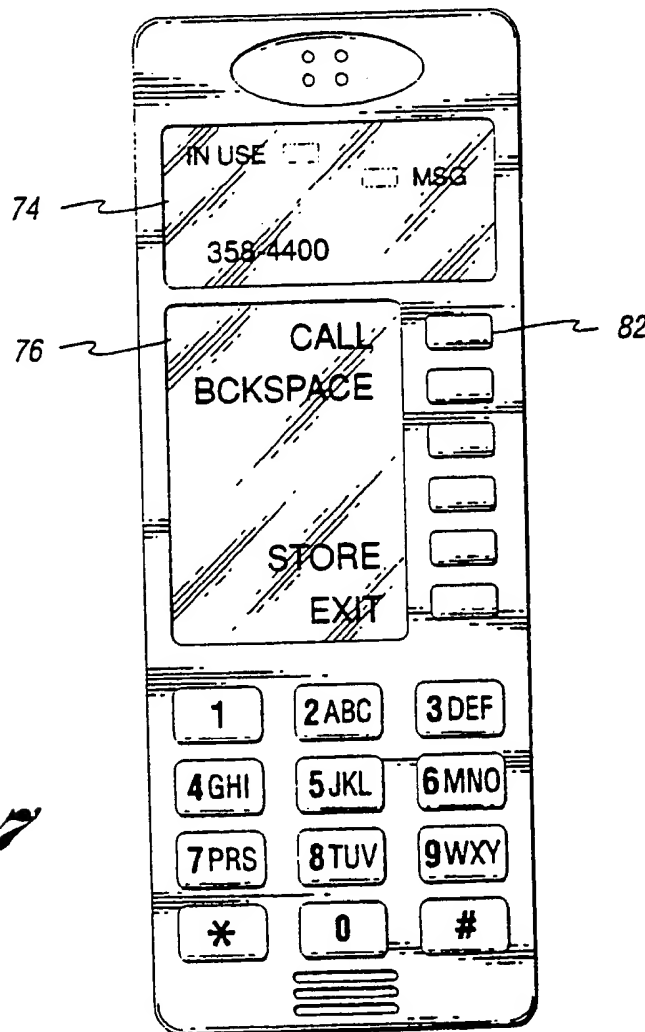 IN USE
MSG
74
358-4400
76
CALL
82
BCKSPACE
STORE
EXIT
1 2ABC 3DEF
4GHI 5JKL 6MNO
7PRS 8TUV 9WXY
* 0 #